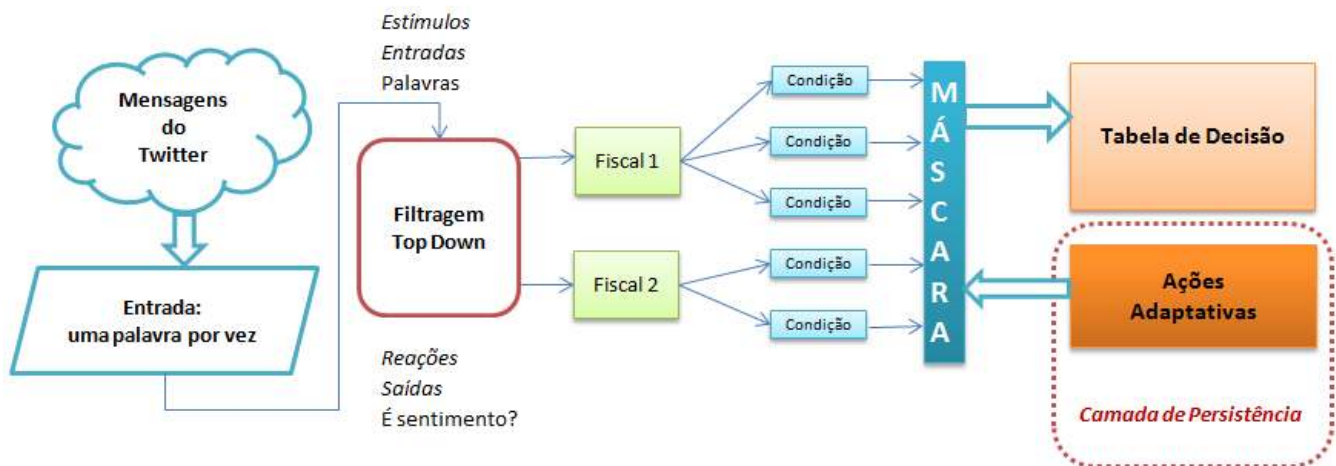 Mensagens
do
Twitter
Entrada:
uma palavra por vez
Estímulos
Entradas
Palavras
Filtragem
Top Down
Reações
Saídas
É sentimento?
Fiscal 1
Fiscal 2
Condição
Condição
Condição
Condição
Condição
MÁSCARA
Tabela de Decisão
Ações
Adaptativas
Camada de Persistência